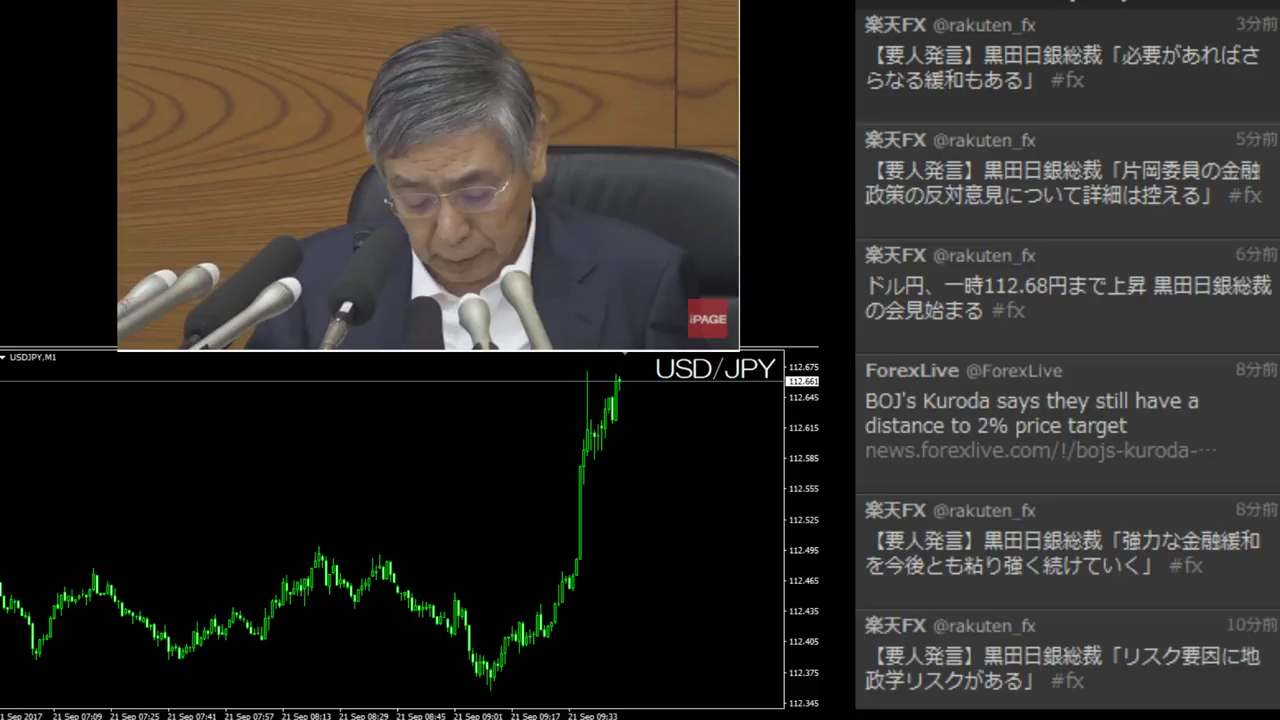 iPAGE
USDJPY,M1
USD/JPY
112.675
112.661
112.645
112.615
112.585
112.555
112.525
112.495
112.465
112.435
112.405
112.375
112.345
1 Sep 2017
21 Sep 07:09
21 Sep 07:25
21 Sep 07:41
21 Sep 07:57
21 Sep 08:13
21 Sep 08:29
21 Sep 08:45
21 Sep 09:01
21 Sep 09:17
21 Sep 09:33
楽天FX @rakuten_fx 3分前
【要人発言】黒田日銀総裁「必要があればさ
らなる緩和もある」 #fx
楽天FX @rakuten_fx 5分前
【要人発言】黒田日銀総裁「片岡委員の金融
政策の反対意見について詳細は控える」 #fx
楽天FX @rakuten_fx 6分前
ドル円、一時112.68円まで上昇 黒田日銀総裁
の会見始まる #fx
ForexLive @ForexLive 8分前
BOJ's Kuroda says they still have a
distance to 2% price target
news.forexlive.com/!/bojs-kuroda-…
楽天FX @rakuten_fx 8分前
【要人発言】黒田日銀総裁「強力な金融緩和
を今後とも粘り強く続けていく」 #fx
楽天FX @rakuten_fx 10分前
【要人発言】黒田日銀総裁「リスク要因に地
政学リスクがある」 #fx